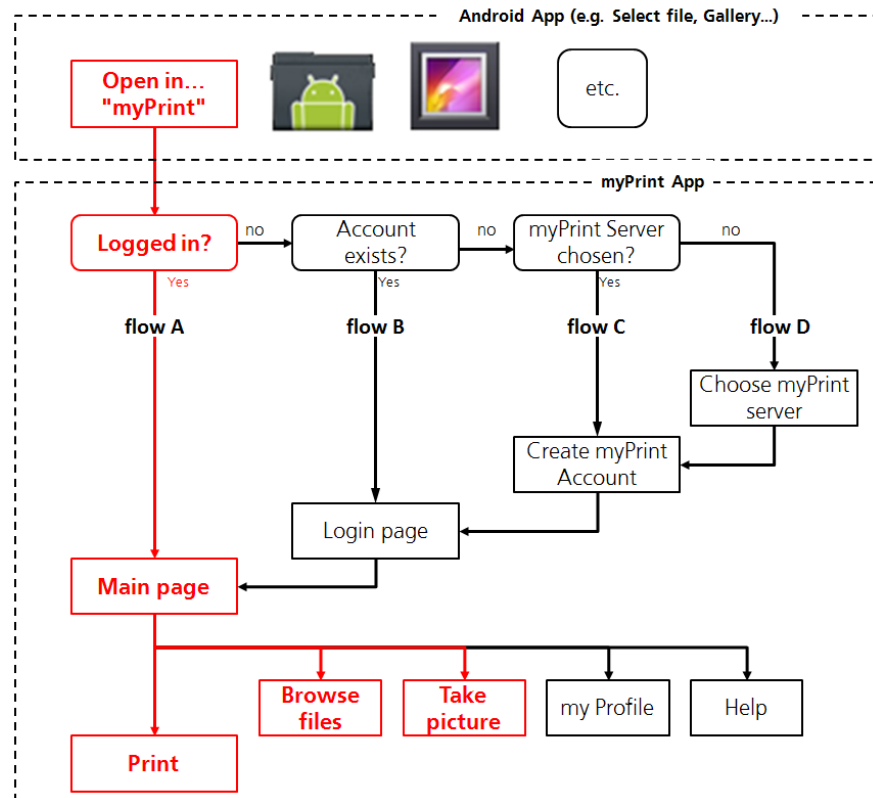 Android App (e.g. Select file, Gallery...)
Open in...
"myPrint"
etc.
myPrint App
Logged in?
no
Account
exists?
no
myPrint Server
chosen?
no
Yes
Yes
Yes
flow A
flow B
flow C
flow D
Choose myPrint
server
Create myPrint
Account
Login page
Main page
Browse
files
Take
picture
my Profile
Help
Print